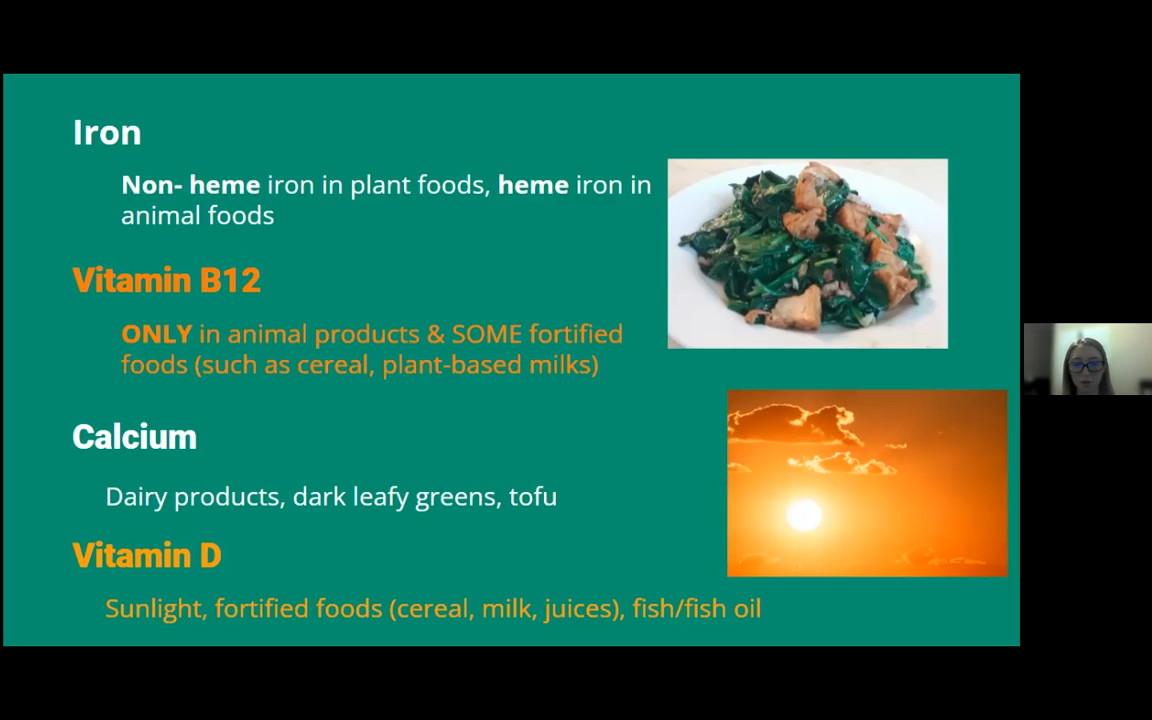 Iron
Non- heme iron in plant foods, heme iron in
animal foods
Vitamin B12
ONLY in animal products & SOME fortified
foods (such as cereal, plant-based milks)
Calcium
Dairy products, dark leafy greens, tofu
Vitamin D
Sunlight, fortified foods (cereal, milk, juices), fish/fish oil